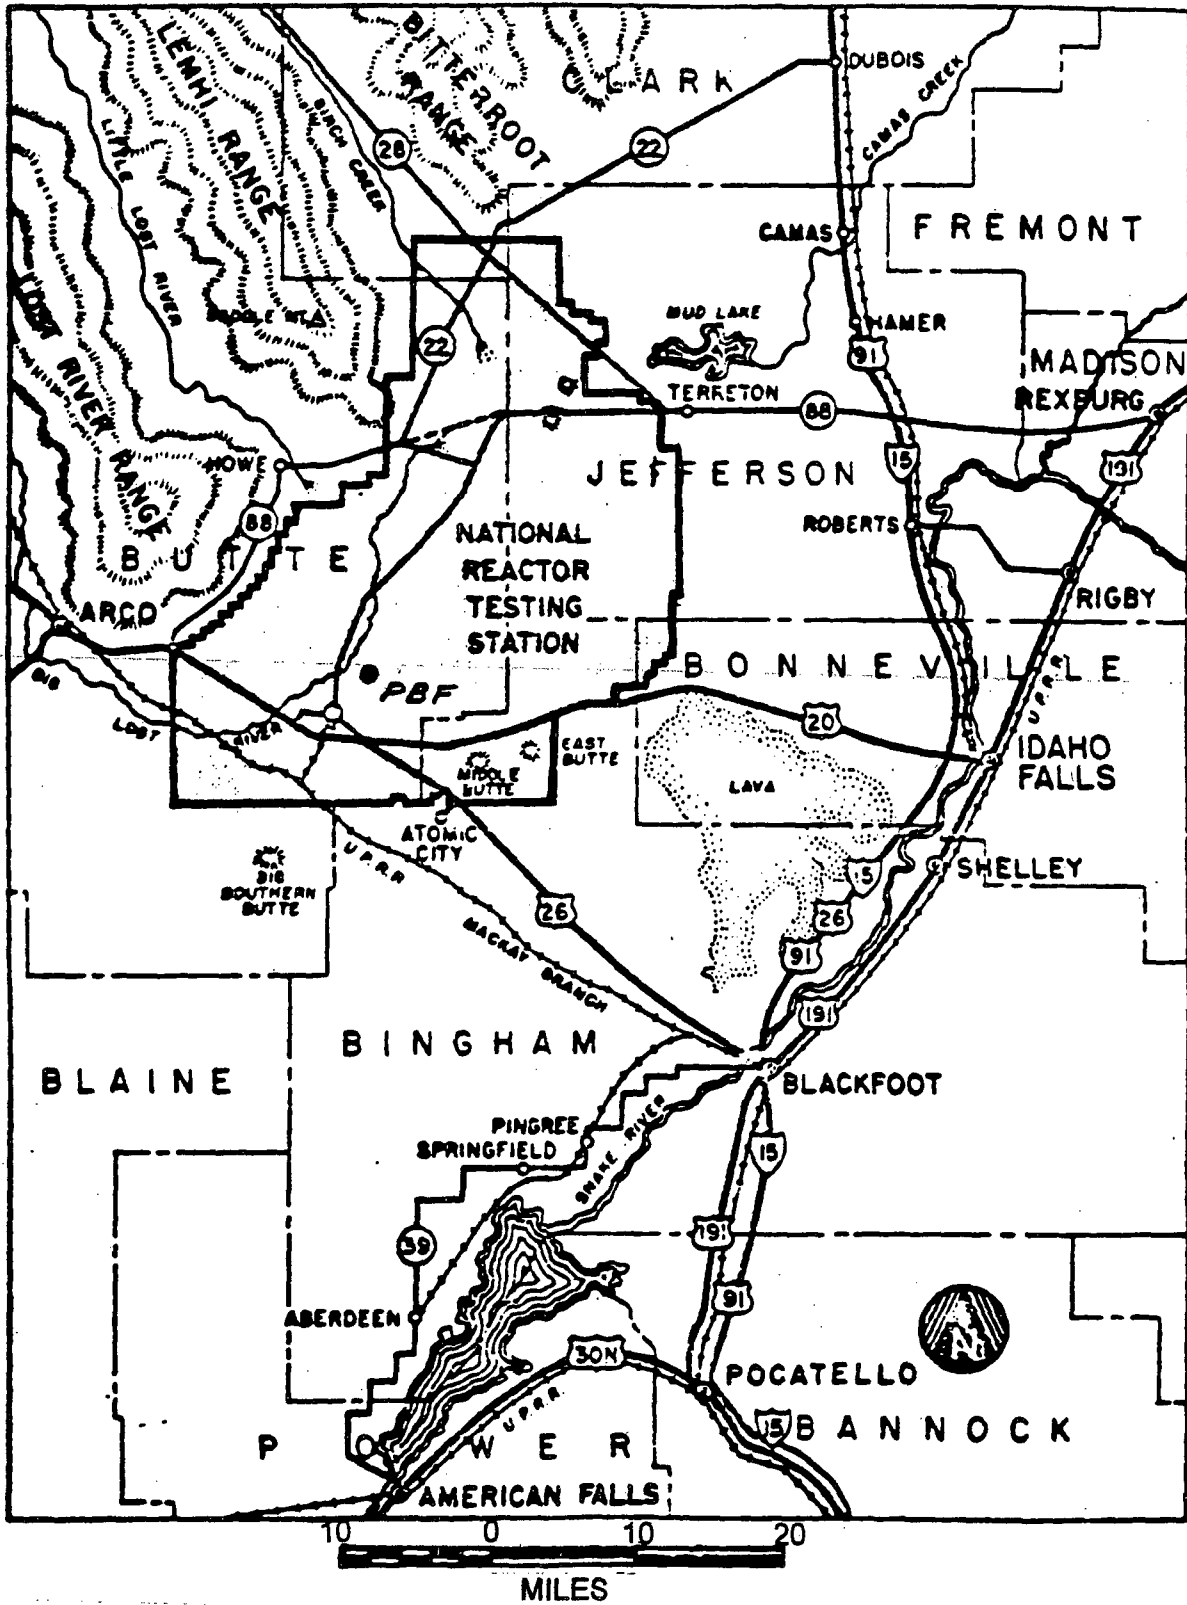 LEMHI RANGE
BITTERROOT
RANGE
CLARK
DUBOIS
CAMAS CREEK
BIRCH CREEK
LITTLE LOST RIVER
28
22
CAMAS
FREMONT
LOST RIVER RANGE
22
MUD LAKE
HAMER
91
MADISON
REXBURG
TERRETON
88
HOWE
JEFFERSON
15
191
88
ROBERTS
BUTTE
NATIONAL
REACTOR
TESTING
STATION
RIGBY
ARCO
BONNEVILLE
U.P.R.R.
BIG
LOST
RIVER
PBF
20
EAST
BUTTE
MIDDLE
BUTTE
IDAHO
FALLS
LAVA
ATOMIC
CITY
U.P.R.R
BIG
SOUTHERN
BUTTE
SHELLEY
15
26
26
91
MACKAY BRANCH
191
BINGHAM
BLAINE
BLACKFOOT
SNAKE RIVER
PINGREE
SPRINGFIELD
15
39
191
91
ABERDEEN
30N
POCATELLO
U.P.R.R.
15
BANNOCK
POWER
AMERICAN FALLS
10 0 10 20
MILES